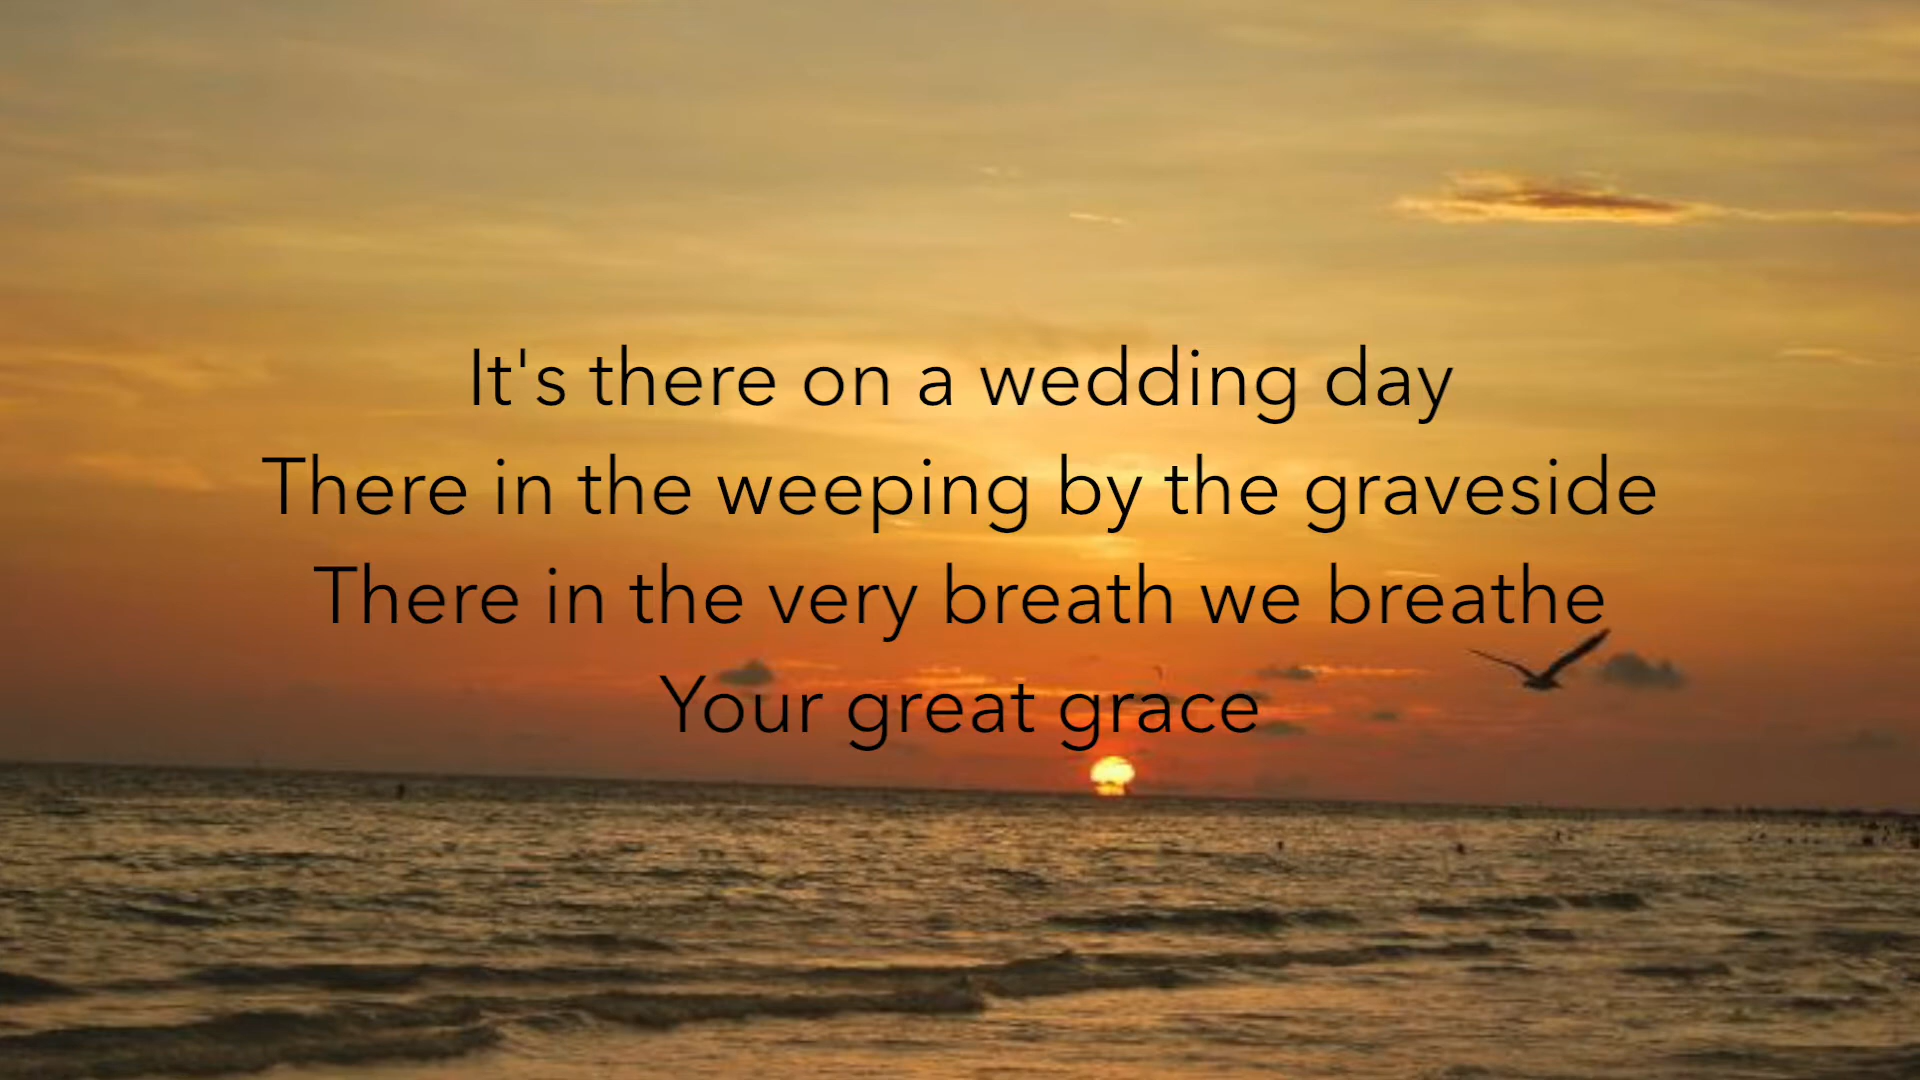 It's there on a wedding day
There in the weeping by the graveside
There in the very breath we breathe
Your great grace